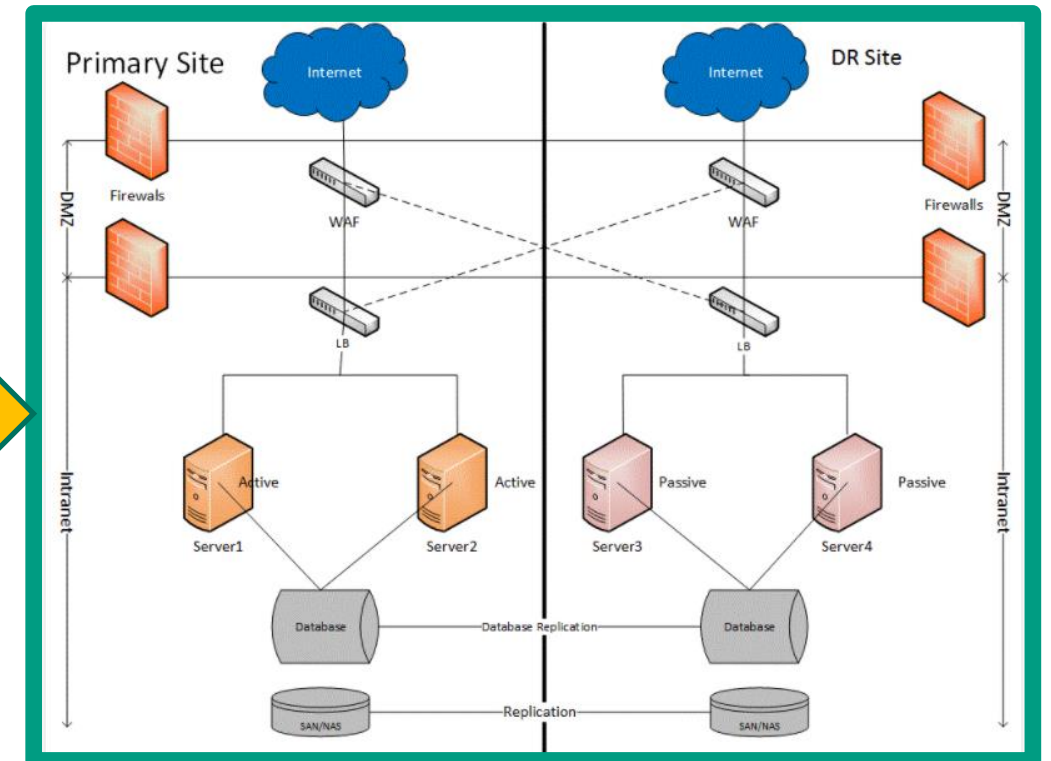 Primary Site
Internet
Internet
DR Site
Firewals
WAF
WAF
Firewalls
DMZ
DMZ
LB
LB
Active
Active
Passive
Passive
Intranet
Intranet
Server1
Server2
Server3
Server4
Database
Database Replication
Database
SAN/NAS
Replication
SAN/NAS